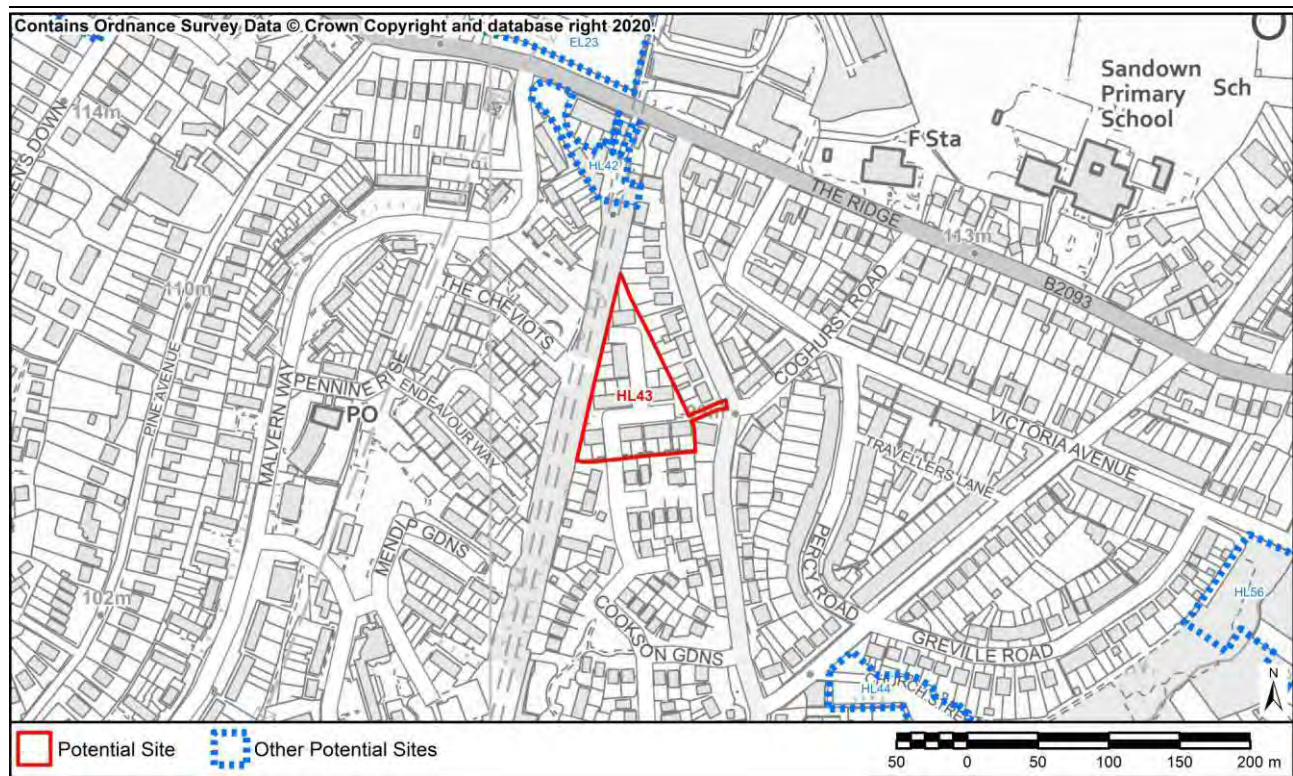 Contains Ordnance Survey Data © Crown Copyright and database right 2020.
EL23
Sandown
Primary
School
Sch
114m
F Sta
HL42
THE RIDGE
113m
B2093
110m
THE CHEVIOTS
COGHURST ROAD
PENNINE RISE
HL43
PINE AVENUE
MALVERN WAY
PO
ENDEAVOUR WAY
VICTORIA AVENUE
TRAVELLERS LANE
MENDIP GDNS
PERCY ROAD
HL56
102m
COOKSON GDNS
GREVILLE ROAD
HL44
CHURCH STREET
N
Potential Site
Other Potential Sites
50 0 50 100 150 200 m